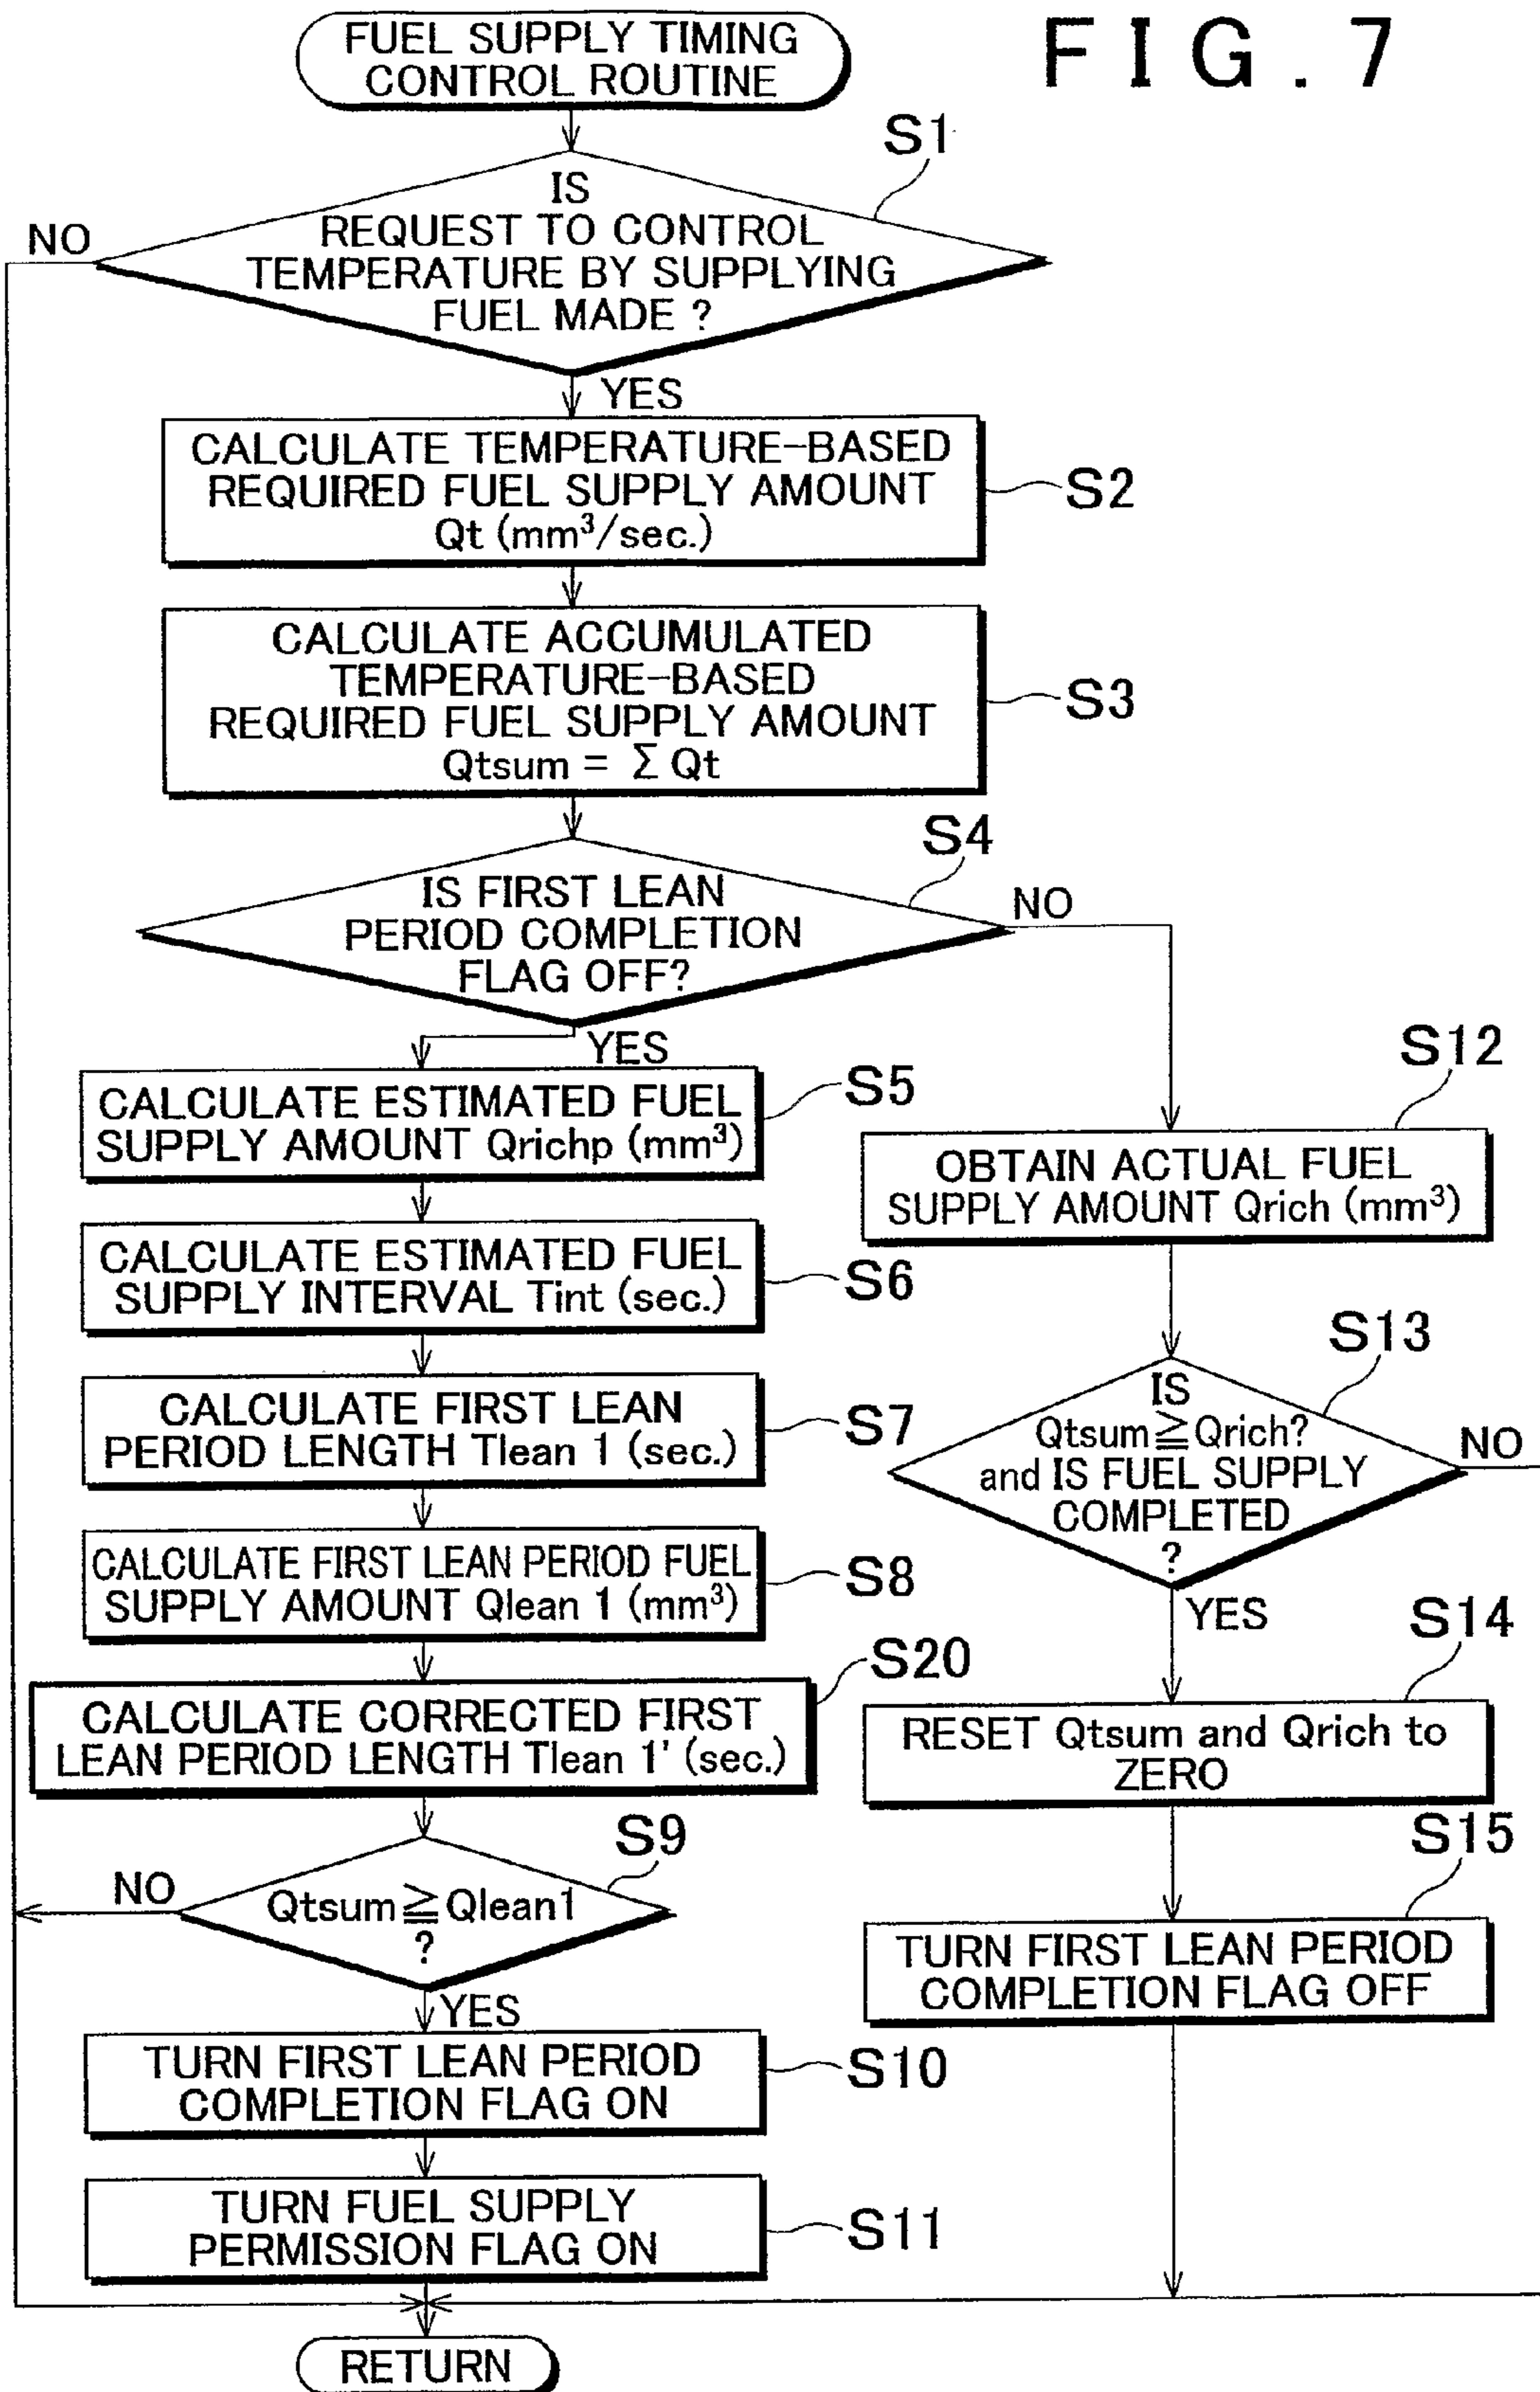 FUEL SUPPLY TIMING
CONTROL ROUTINE
FIG. 7
S1
IS
REQUEST TO CONTROL
TEMPERATURE BY SUPPLYING
FUEL MADE ?
NO
YES
CALCULATE TEMPERATURE-BASED
REQUIRED FUEL SUPPLY AMOUNT
Qt (mm³/sec.)
S2
CALCULATE ACCUMULATED
TEMPERATURE-BASED
REQUIRED FUEL SUPPLY AMOUNT
Qtsum = Σ Qt
S3
S4
IS FIRST LEAN
PERIOD COMPLETION
FLAG OFF?
NO
YES
CALCULATE ESTIMATED FUEL
SUPPLY AMOUNT Qrichp (mm³)
S5
CALCULATE ESTIMATED FUEL
SUPPLY INTERVAL Tint (sec.)
S6
CALCULATE FIRST LEAN
PERIOD LENGTH Tlean 1 (sec.)
S7
CALCULATE FIRST LEAN PERIOD FUEL
SUPPLY AMOUNT Qlean 1 (mm³)
S8
S20
CALCULATE CORRECTED FIRST
LEAN PERIOD LENGTH Tlean 1' (sec.)
S9
Qtsum≧Qlean1
?
NO
YES
TURN FIRST LEAN PERIOD
COMPLETION FLAG ON
S10
TURN FUEL SUPPLY
PERMISSION FLAG ON
S11
S12
OBTAIN ACTUAL FUEL
SUPPLY AMOUNT Qrich (mm³)
S13
IS
Qtsum≧Qrich?
and IS FUEL SUPPLY
COMPLETED
?
NO
YES
S14
RESET Qtsum and Qrich to
ZERO
S15
TURN FIRST LEAN PERIOD
COMPLETION FLAG OFF
RETURN